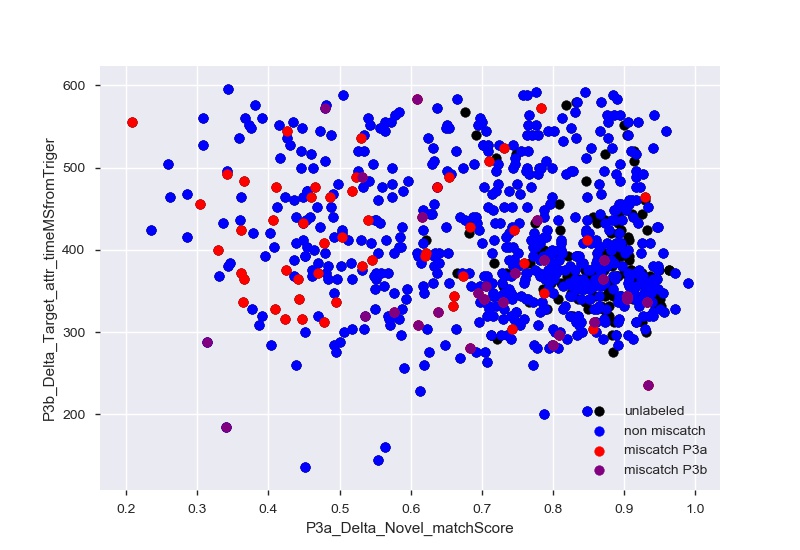 600
500
400
300
200
P3b_Delta_Target_attr_timeMSfromTriger
unlabeled
non miscatch
miscatch P3a
miscatch P3b
0.2 0.3 0.4 0.5 0.6 0.7 0.8 0.9 1.0
P3a_Delta_Novel_matchScore